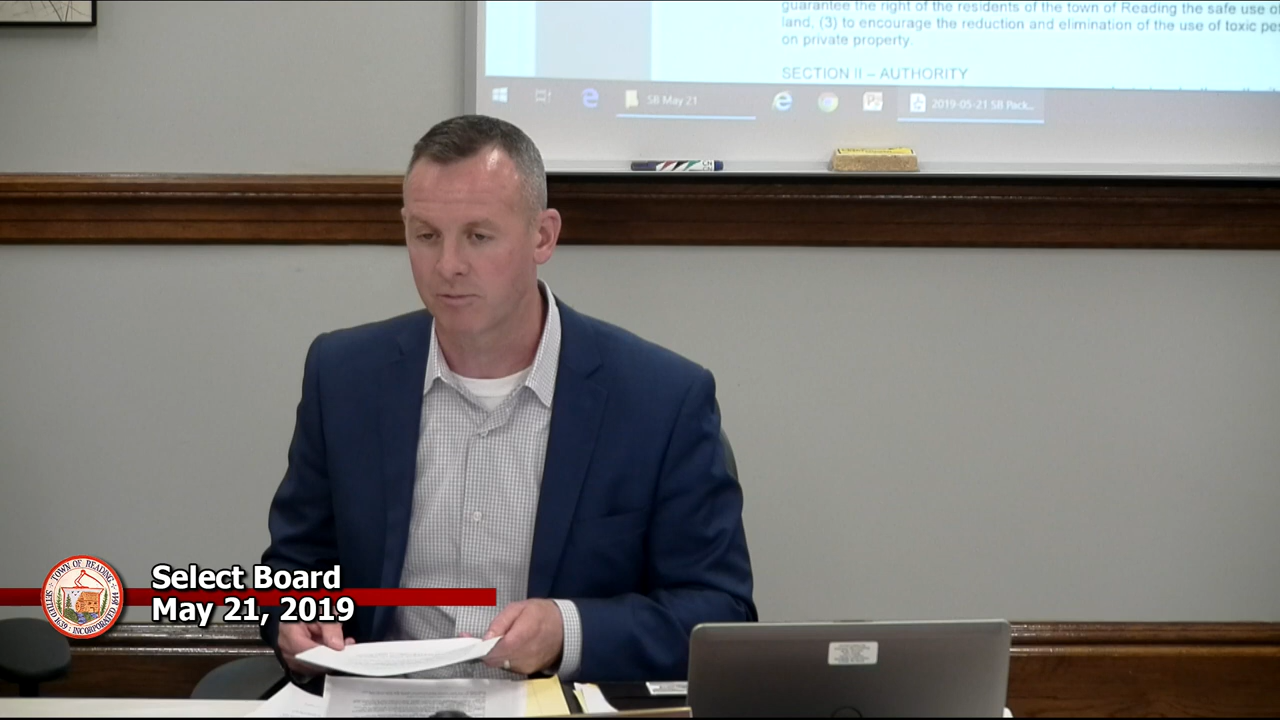 guarantee the right of the residents of the town of Reading the safe use of
land, (3) to encourage the reduction and elimination of the use of toxic pes
on private property.
SECTION II – AUTHORITY
SB May 21
2019-05-21 SB Pack...
TOWN OF READING
SETTLED 1639 INCORPORATED 1644
Select Board
May 21, 2019